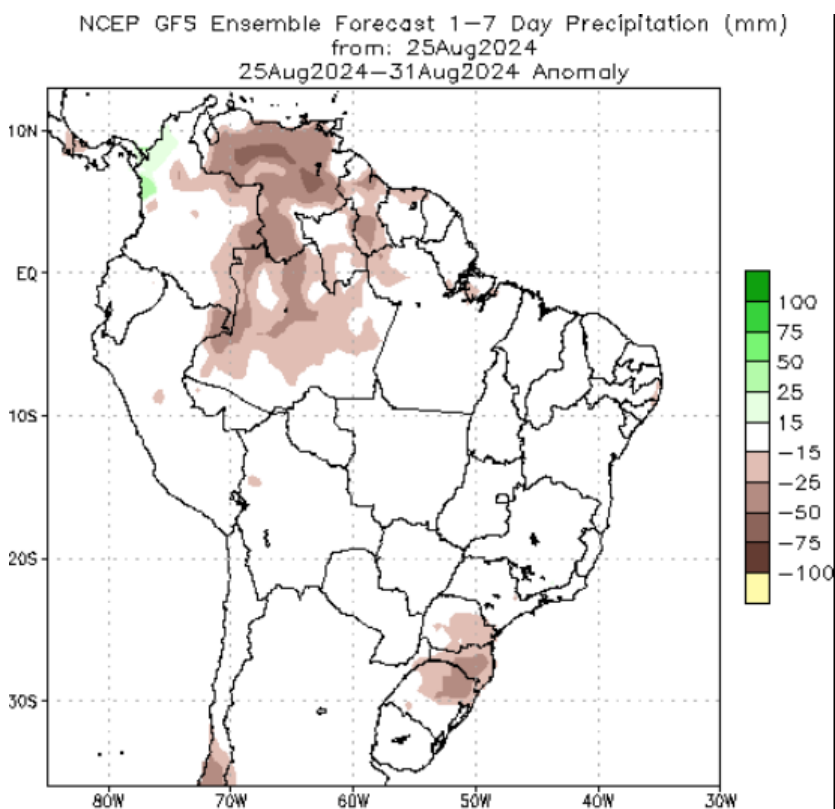 NCEP GFS Ensemble Forecast 1–7 Day Precipitation (mm)
from: 25Aug2024
25Aug2024–31Aug2024 Anomaly
10N
EQ
10S
20S
30S
80W
70W
60W
50W
40W
30W
100
75
50
25
15
−15
−25
−50
−75
−100